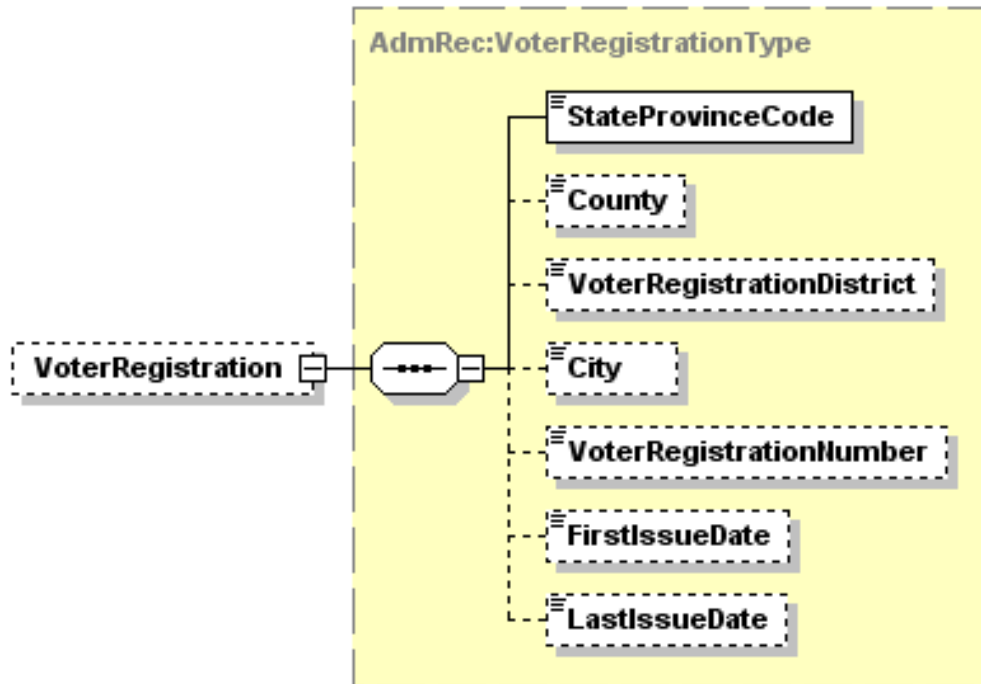 AdmRec:VoterRegistrationType
StateProvinceCode
County
VoterRegistrationDistrict
VoterRegistration
City
VoterRegistrationNumber
FirstIssueDate
LastIssueDate